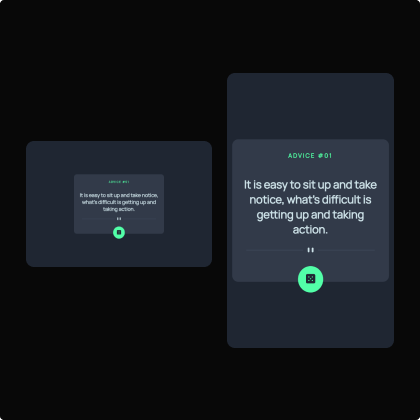 ADVICE #01
It is easy to sit up and take notice,
what's difficult is getting up and
taking action.
ADVICE #01
It is easy to sit up and take
notice, what's difficult is
getting up and taking
action.